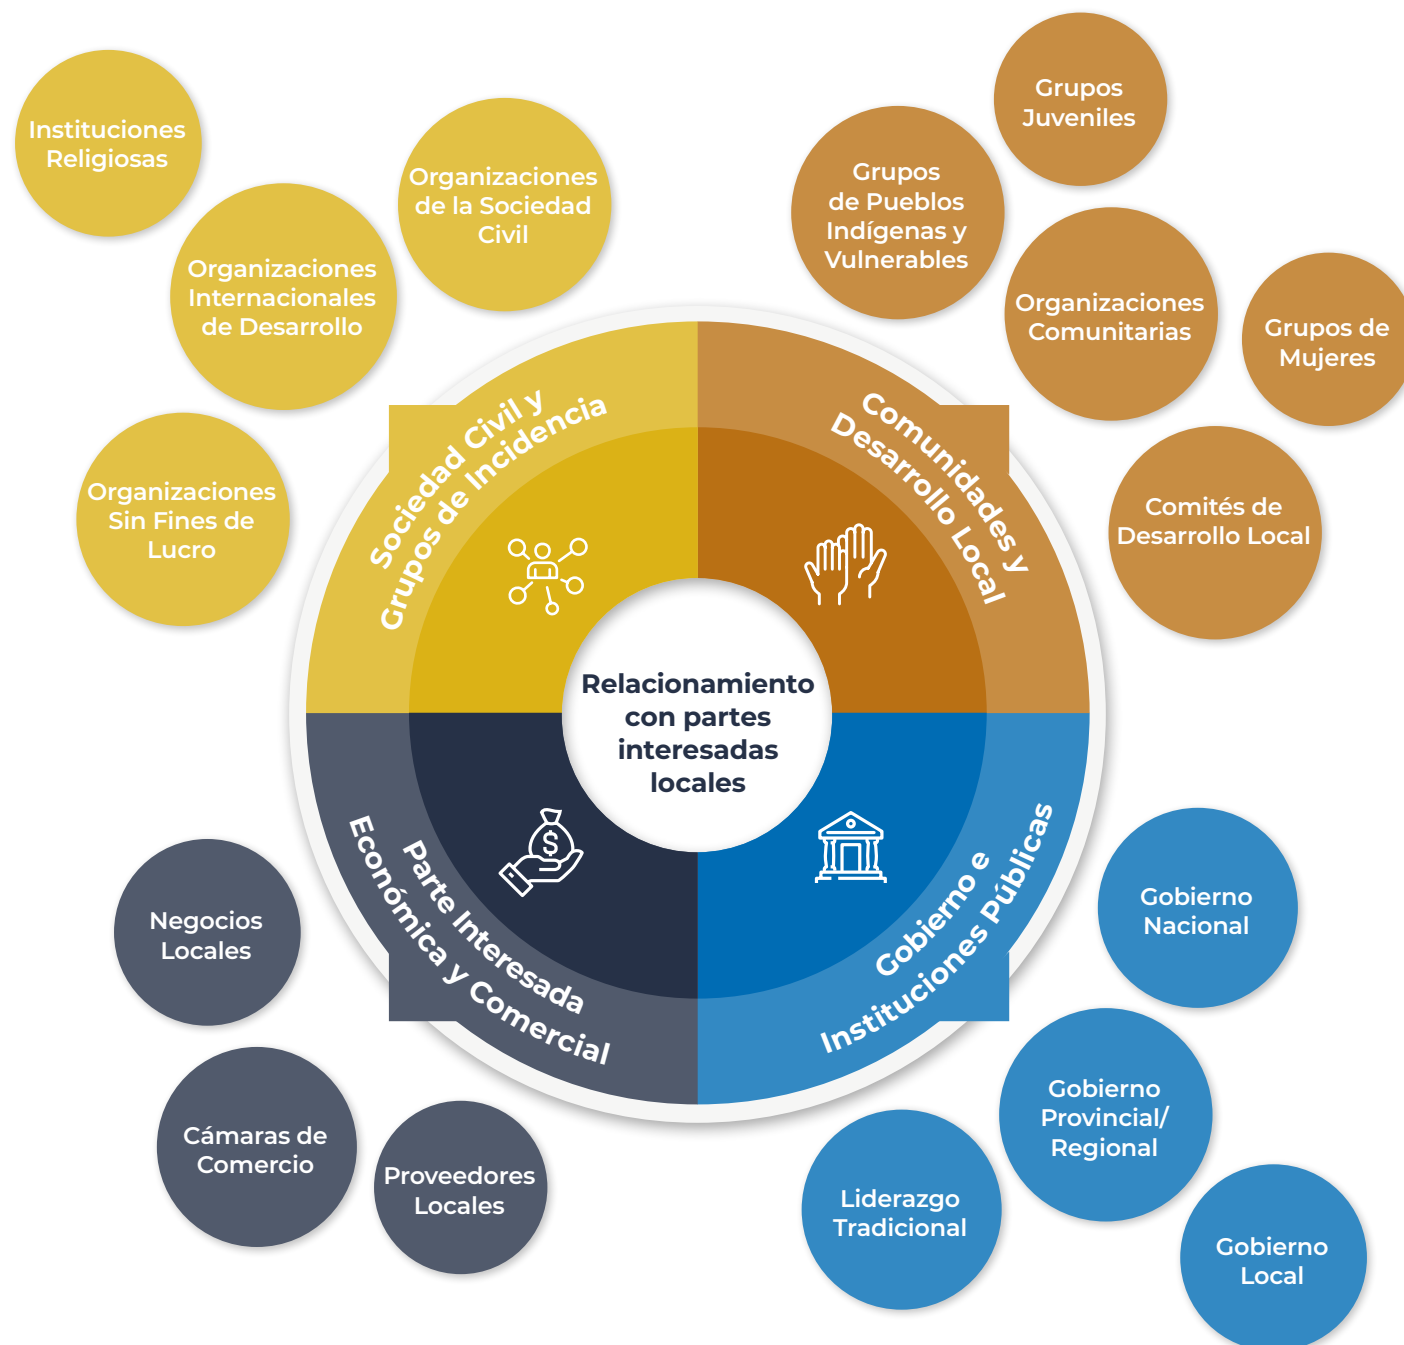 Instituciones
Religiosas
Organizaciones
de la Sociedad
Civil
Organizaciones
Internacionales
de Desarrollo
Organizaciones
Sin Fines de
Lucro
Grupos
Juveniles
Grupos
de Pueblos
Indígenas y
Vulnerables
Organizaciones
Comunitarias
Grupos de
Mujeres
Comités de
Desarrollo Local
Sociedad Civil y
Grupos de Incidencia
Comunidades y
Desarrollo Local
Relacionamiento
con partes
interesadas
locales
Parte Interesada
Económica y Comercial
$
Gobierno e
Instituciones Públicas
Negocios
Locales
Cámaras de
Comercio
Proveedores
Locales
Gobierno
Nacional
Gobierno
Provincial/
Regional
Liderazgo
Tradicional
Gobierno
Local